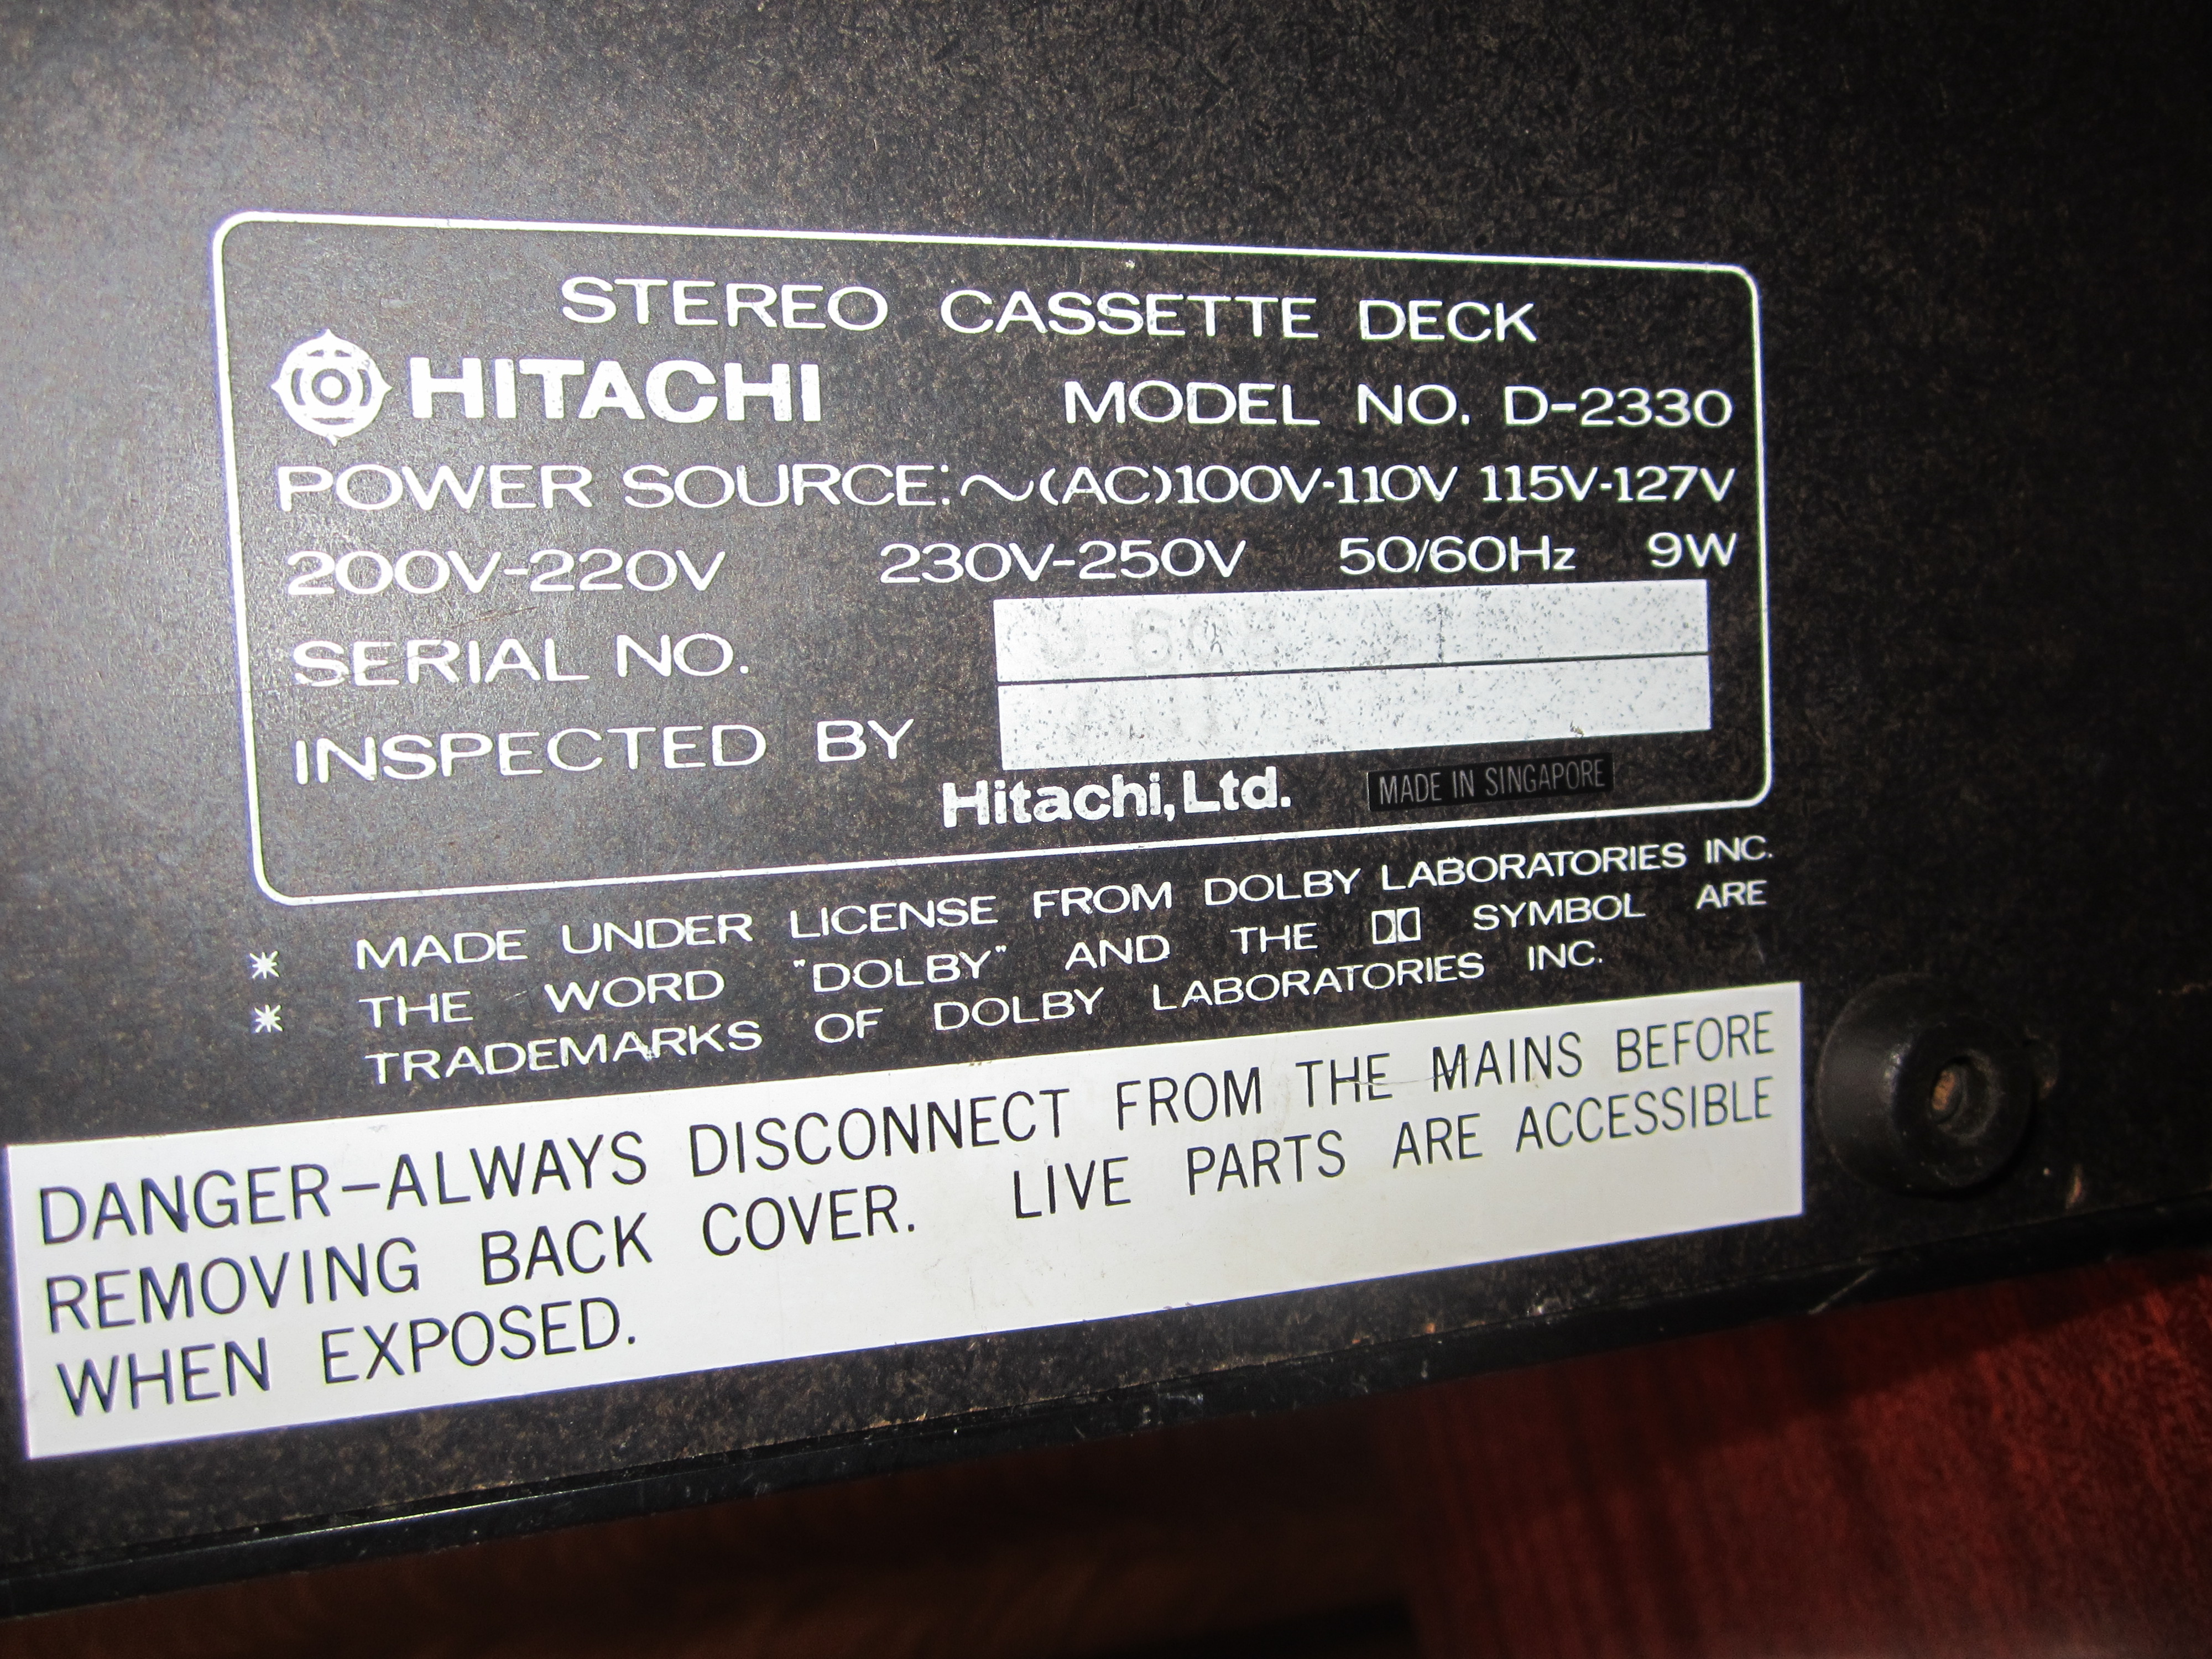 STEREO CASSETTE DECK
HITACHI MODEL NO. D-2330
POWER SOURCE:～(AC)100V-110V 115V-127V
200V-220V 230V-250V 50/60Hz 9W
SERIAL NO.
INSPECTED BY
Hitachi, Ltd. MADE IN SINGAPORE
* MADE UNDER LICENSE FROM DOLBY LABORATORIES INC.
* THE WORD "DOLBY" AND THE SYMBOL ARE
TRADEMARKS OF DOLBY LABORATORIES INC.
DANGER-ALWAYS DISCONNECT FROM THE MAINS BEFORE
REMOVING BACK COVER. LIVE PARTS ARE ACCESSIBLE
WHEN EXPOSED.